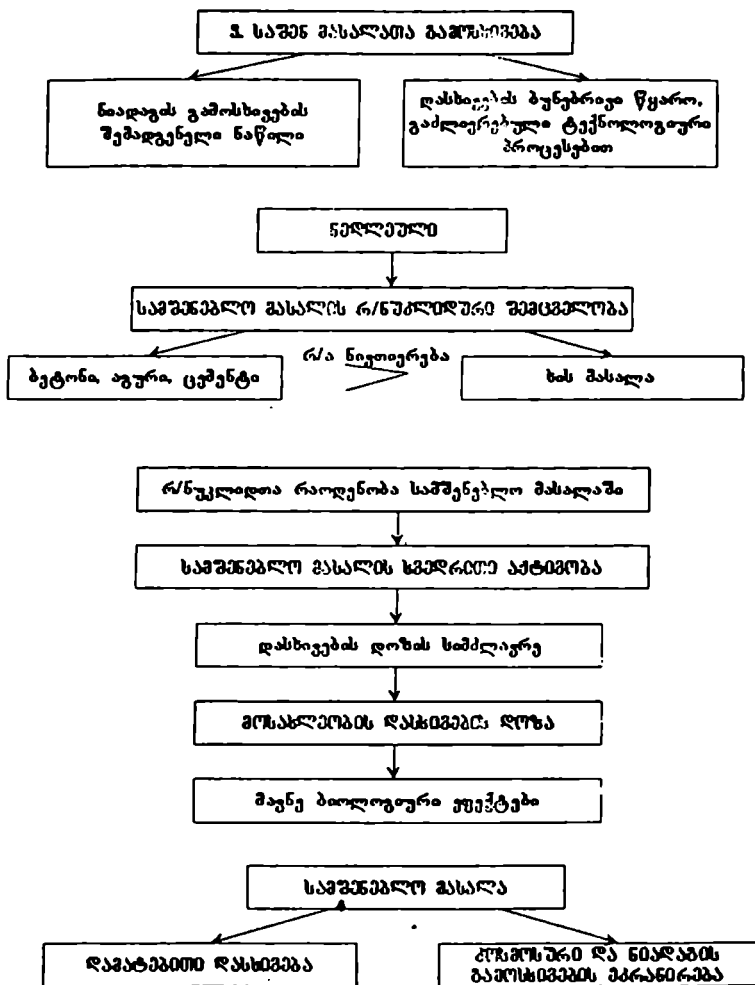 3. საშენ მასალათა გამოსხივება
ნიადაგის გამოსხივების
შემადგენელი ნაწილი
დასხივების ბუნებრივი წყარო,
გაძლიერებული ტექნოლოგიური
პროცესებით
ნედლეული
სამშენებლო მასალის რ/ნუკლიდური შემცველობა
რ/ა ნივთიერება
ბეტონი, აგური, ცემენტი
>
ხის მასალა
რ/ნუკლიდთა რაოდენობა სამშენებლო მასალაში
სამშენებლო მასალის ხვედრითი აქტივობა
დასხივების დოზის სიმძლავრე
მოსახლეობის დასხივების დოზა
მავნე ბიოლოგიური ეფექტები
სამშენებლო მასალა
დამატებითი დასხივება
კოსმოსური და ნიადაგის
გამოსხივების ეკრანირება